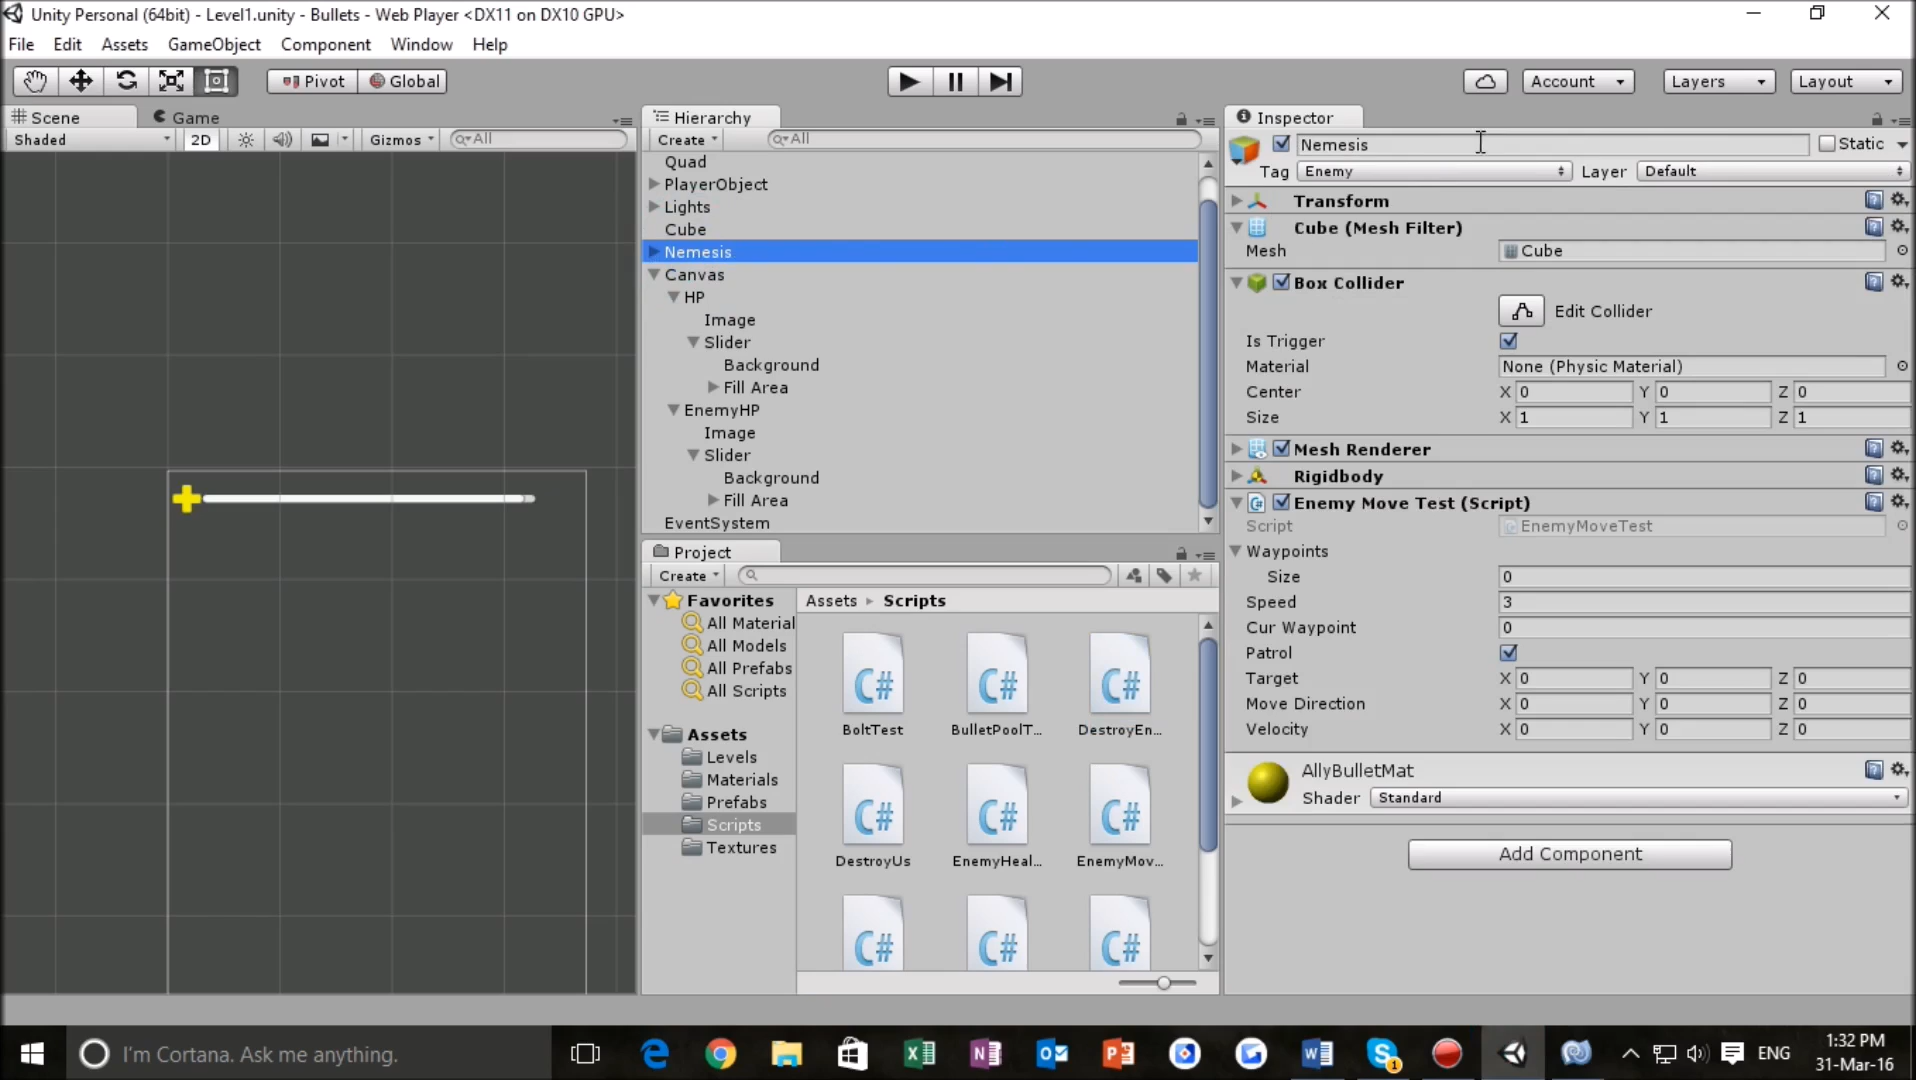 Unity Personal (64bit) - Level1.unity - Bullets - Web Player <DX11 on DX10 GPU>
File Edit Assets GameObject Component Window Help
Pivot Global Account Layers Layout
Scene Game
Shaded 2D Gizmos All
Hierarchy
Create All
Quad
PlayerObject
Lights
Cube
Nemesis
Canvas
HP
Image
Slider
Background
Fill Area
EnemyHP
Image
Slider
Background
Fill Area
EventSystem
Project
Create
Favorites
All Material
All Models
All Prefabs
All Scripts
Assets
Levels
Materials
Prefabs
Scripts
Textures
Assets Scripts
C# C# C#
BoltTest BulletPoolT... DestroyEn...
C# C# C#
DestroyUs EnemyHeal... EnemyMov...
C# C# C#
Inspector
Nemesis Static
Tag Enemy Layer Default
Transform
Cube (Mesh Filter)
Mesh Cube
Box Collider
Edit Collider
Is Trigger
Material None (Physic Material)
Center X 0 Y 0 Z 0
Size X 1 Y 1 Z 1
Mesh Renderer
Rigidbody
Enemy Move Test (Script)
Script EnemyMoveTest
Waypoints
Size 0
Speed 3
Cur Waypoint 0
Patrol
Target X 0 Y 0 Z 0
Move Direction X 0 Y 0 Z 0
Velocity X 0 Y 0 Z 0
AllyBulletMat
Shader Standard
Add Component
I'm Cortana. Ask me anything.
ENG
1:32 PM
31-Mar-16